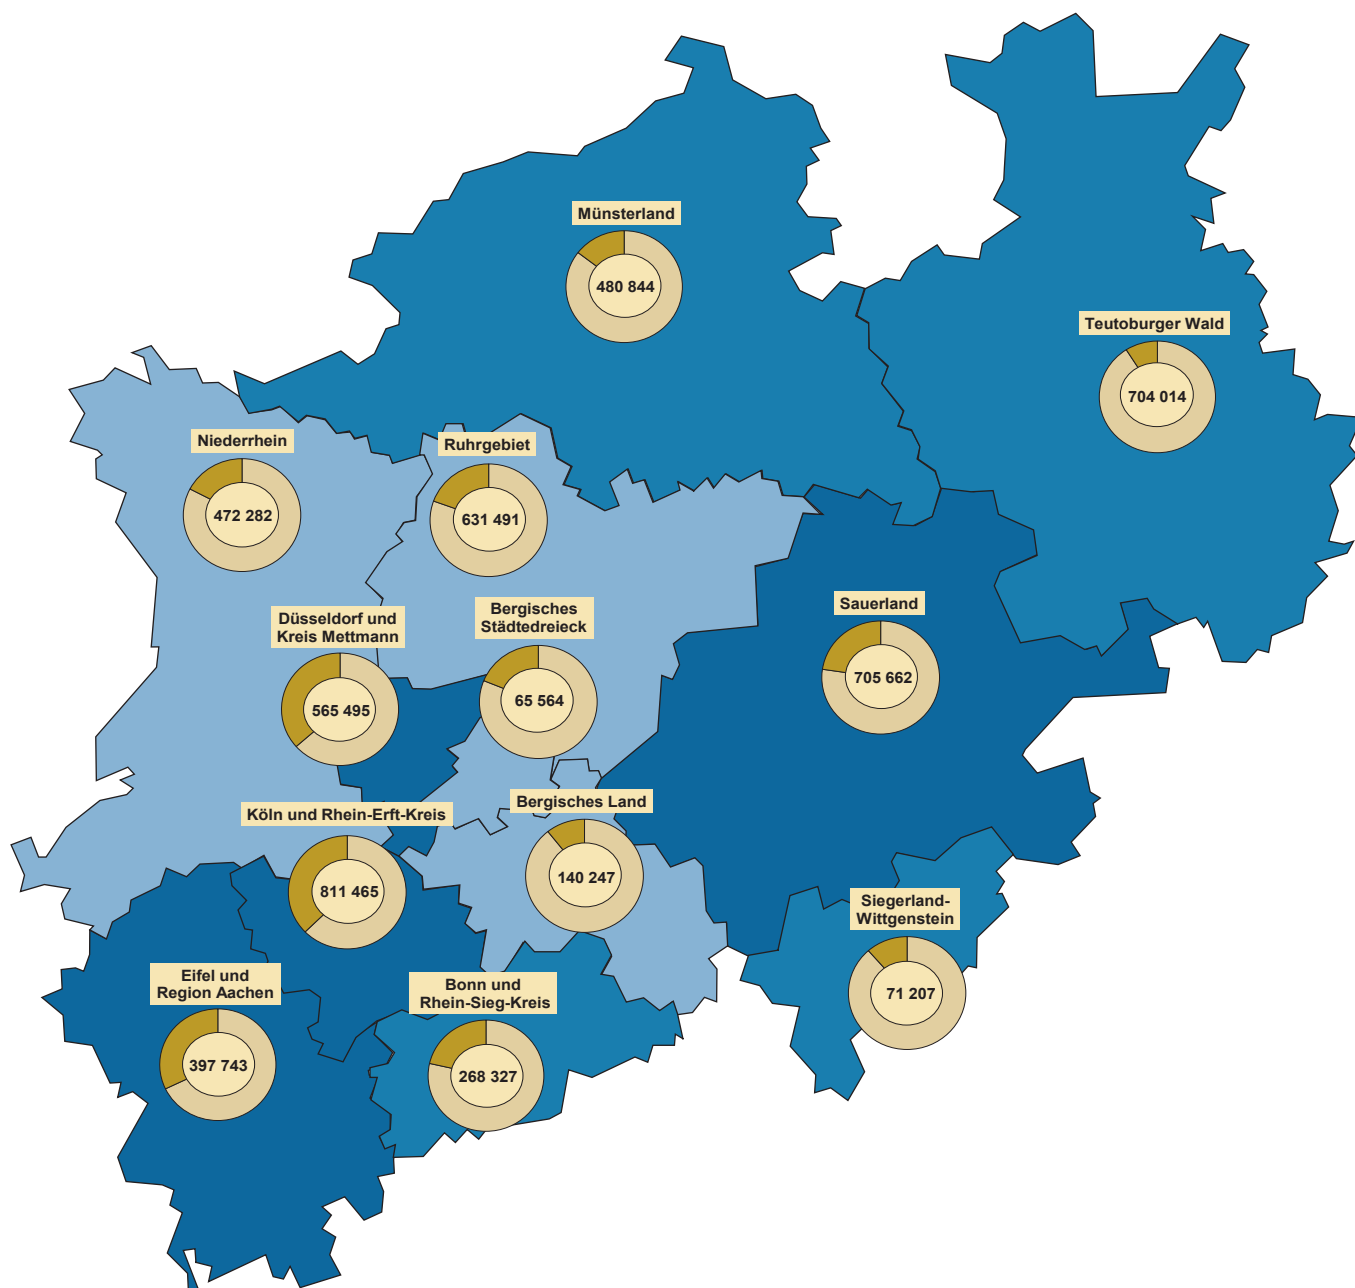 Münsterland
480 844
Teutoburger Wald
704 014
Niederrhein
472 282
Ruhrgebiet
631 491
Düsseldorf und
Kreis Mettmann
565 495
Bergisches
Städtedreieck
65 564
Sauerland
705 662
Köln und Rhein-Erft-Kreis
811 465
Bergisches Land
140 247
Siegerland-
Wittgenstein
71 207
Eifel und
Region Aachen
397 743
Bonn und
Rhein-Sieg-Kreis
268 327